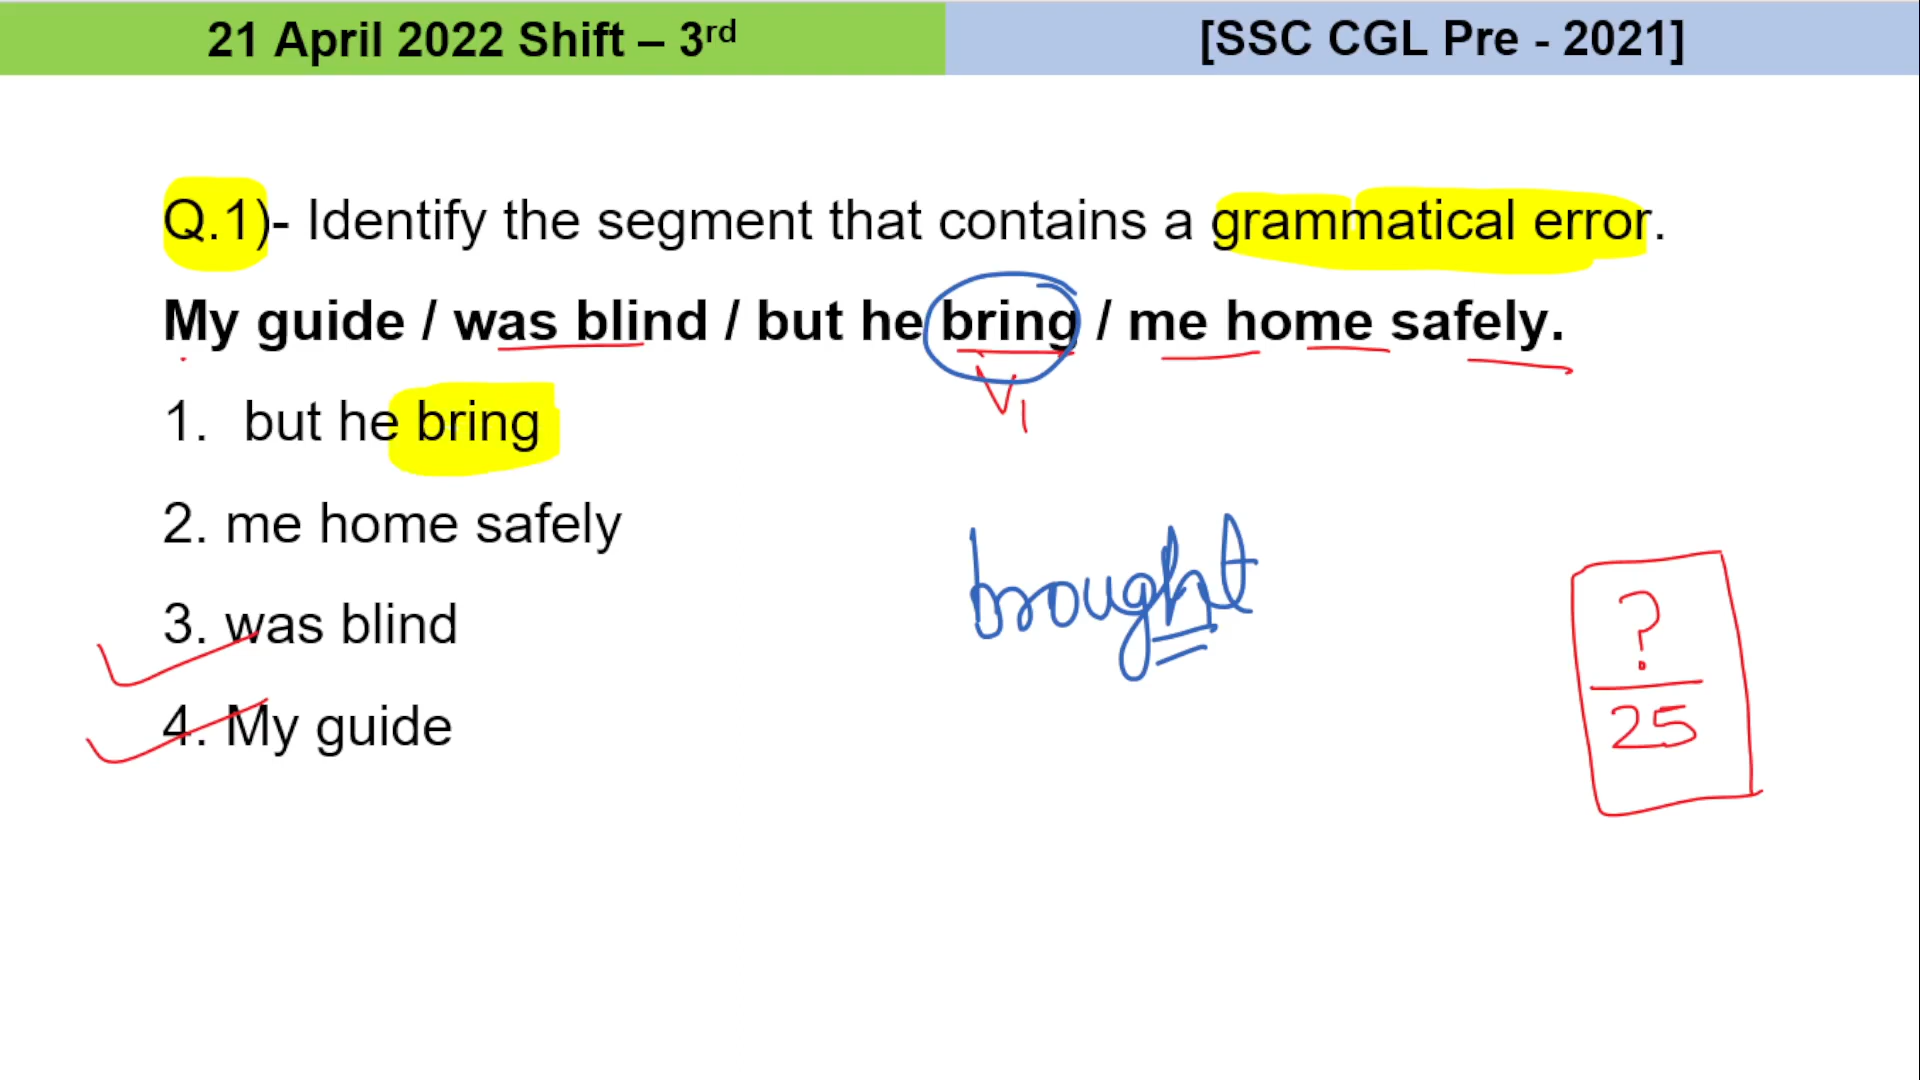 21 April 2022 Shift – 3rd
[SSC CGL Pre - 2021]
Q.1)- Identify the segment that contains a grammatical error.
My guide / was blind / but he bring / me home safely.
V1
1. but he bring
2. me home safely
brought
3. was blind
4. My guide
?
25